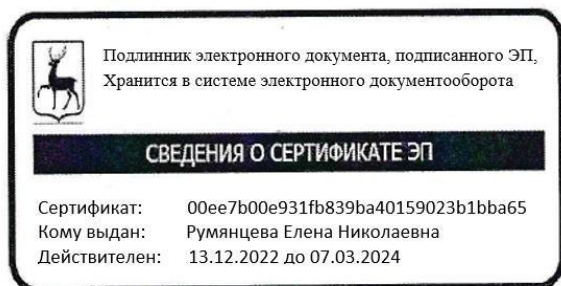 Подлинник электронного документа, подписанного ЭП,
Хранится в системе электронного документооборота
СВЕДЕНИЯ О СЕРТИФИКАТЕ ЭП
Сертификат: 00ee7b00e931fb839ba40159023b1bba65
Кому выдан: Румянцева Елена Николаевна
Действителен: 13.12.2022 до 07.03.2024